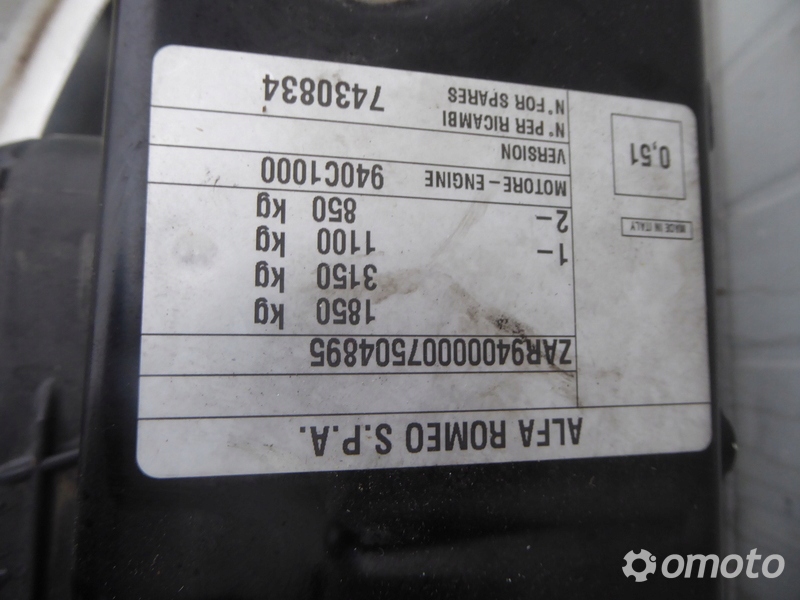 ALFA ROMEO S.P.A.
ZAR94000007504895
1850 kg
3150 kg
1- 1100 kg
2- 850 kg
MOTORE-ENGINE 940C1000
VERSION
N° PER RICAMBI
N° FOR SPARES 7430834
MADE IN ITALY
0,51
omoto